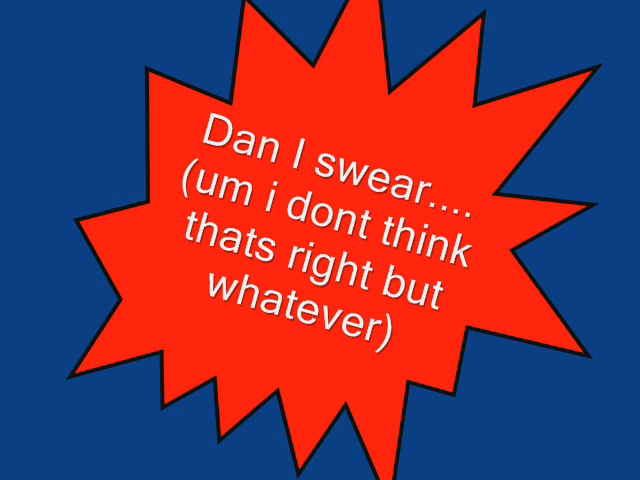 Dan I swear....
(um i dont think
thats right but
whatever)